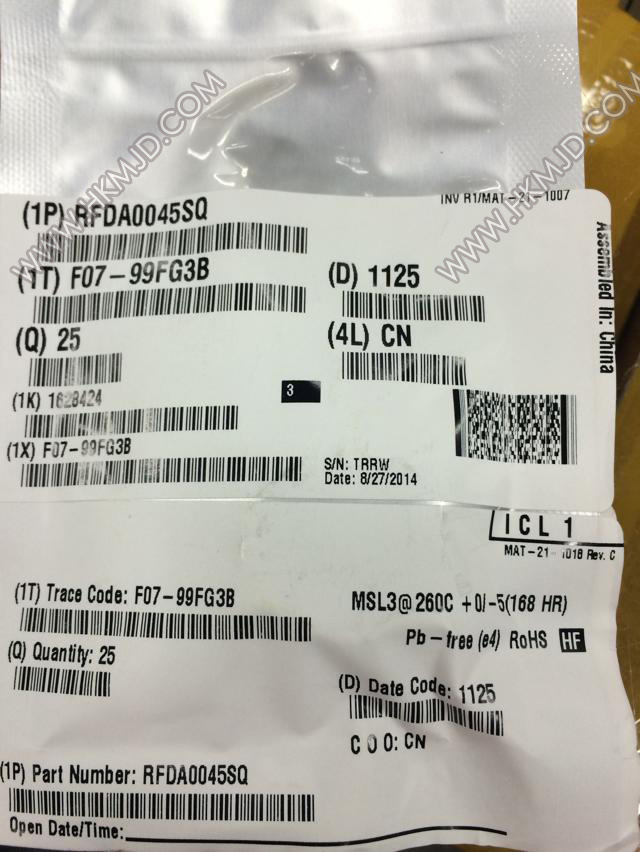 WWW.HKMJD.COM
WWW.HKMJD.COM
INV R1/MAT-21-1007
(1P) RFDA0045SQ
Assembled In: China
(1T) F07-99FG3B
(D) 1125
(Q) 25
(4L) CN
3
(1K) 1628424
(1X) F07-99FG3B
S/N: TRRW
Date: 8/27/2014
ICL 1
MAT-21-1018 Rev. C
(1T) Trace Code: F07-99FG3B
MSL3@260C +0/-5(168 HR)
Pb-free (e4) RoHS HF
(Q) Quantity: 25
(D) Date Code: 1125
C O O: CN
(1P) Part Number: RFDA0045SQ
Open Date/Time: